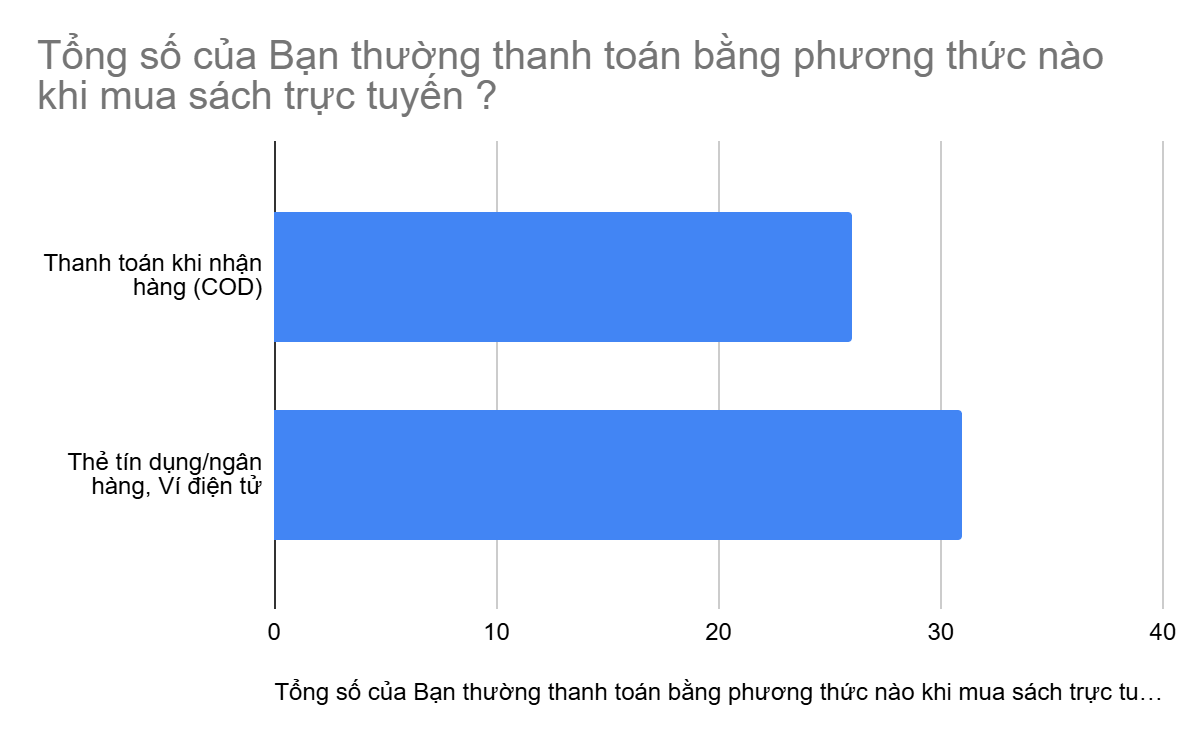 Tổng số của Bạn thường thanh toán bằng phương thức nào
khi mua sách trực tuyến ?
Thanh toán khi nhận
hàng (COD)
Thẻ tín dụng/ngân
hàng, Ví điện tử
0 10 20 30 40
Tổng số của Bạn thường thanh toán bằng phương thức nào khi mua sách trực tu…